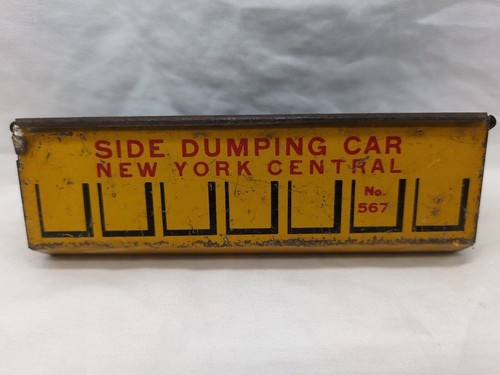 SIDE DUMPING CAR
NEW YORK CENTRAL
No.
567